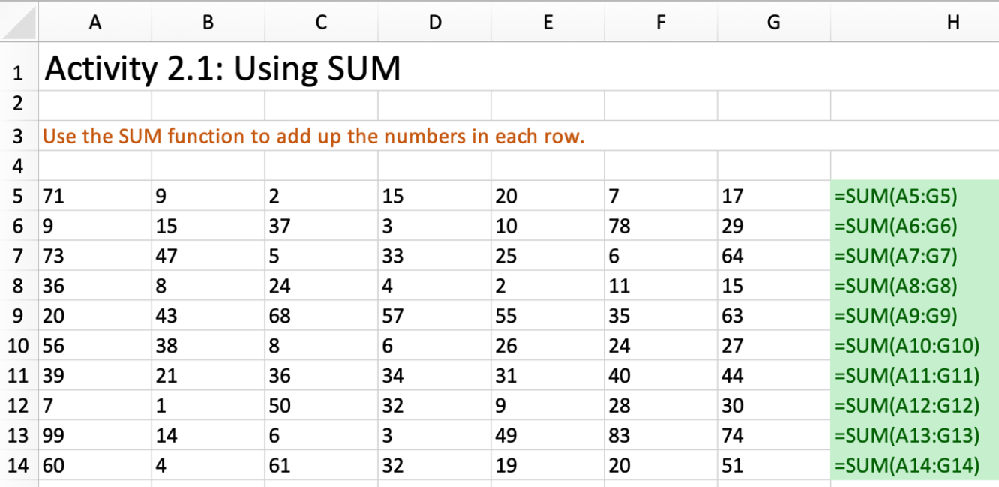 A B C D E F G H
1 Activity 2.1: Using SUM
2
3 Use the SUM function to add up the numbers in each row.
4
5 71 9 2 15 20 7 17 =SUM(A5:G5)
6 9 15 37 3 10 78 29 =SUM(A6:G6)
7 73 47 5 33 25 6 64 =SUM(A7:G7)
8 36 8 24 4 2 11 15 =SUM(A8:G8)
9 20 43 68 57 55 35 63 =SUM(A9:G9)
10 56 38 8 6 26 24 27 =SUM(A10:G10)
11 39 21 36 34 31 40 44 =SUM(A11:G11)
12 7 1 50 32 9 28 30 =SUM(A12:G12)
13 99 14 6 3 49 83 74 =SUM(A13:G13)
14 60 4 61 32 19 20 51 =SUM(A14:G14)